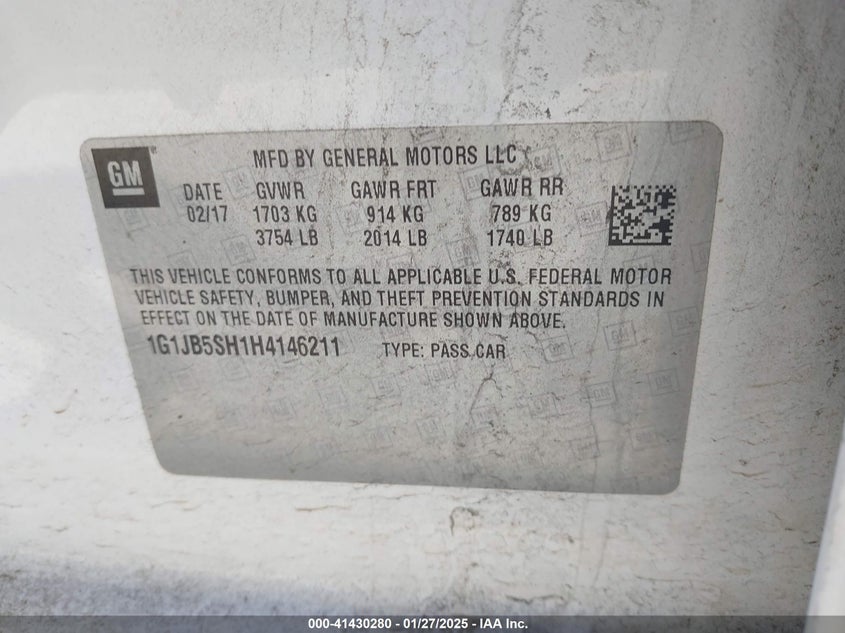 GM
MFD BY GENERAL MOTORS LLC
DATE GVWR GAWR FRT GAWR RR
02/17 1703 KG 914 KG 789 KG
3754 LB 2014 LB 1740 LB
THIS VEHICLE CONFORMS TO ALL APPLICABLE U.S. FEDERAL MOTOR
VEHICLE SAFETY, BUMPER, AND THEFT PREVENTION STANDARDS IN
EFFECT ON THE DATE OF MANUFACTURE SHOWN ABOVE.
1G1JB5SH1H4146211 TYPE: PASS CAR
000-41430280 - 01/27/2025 - IAA Inc.